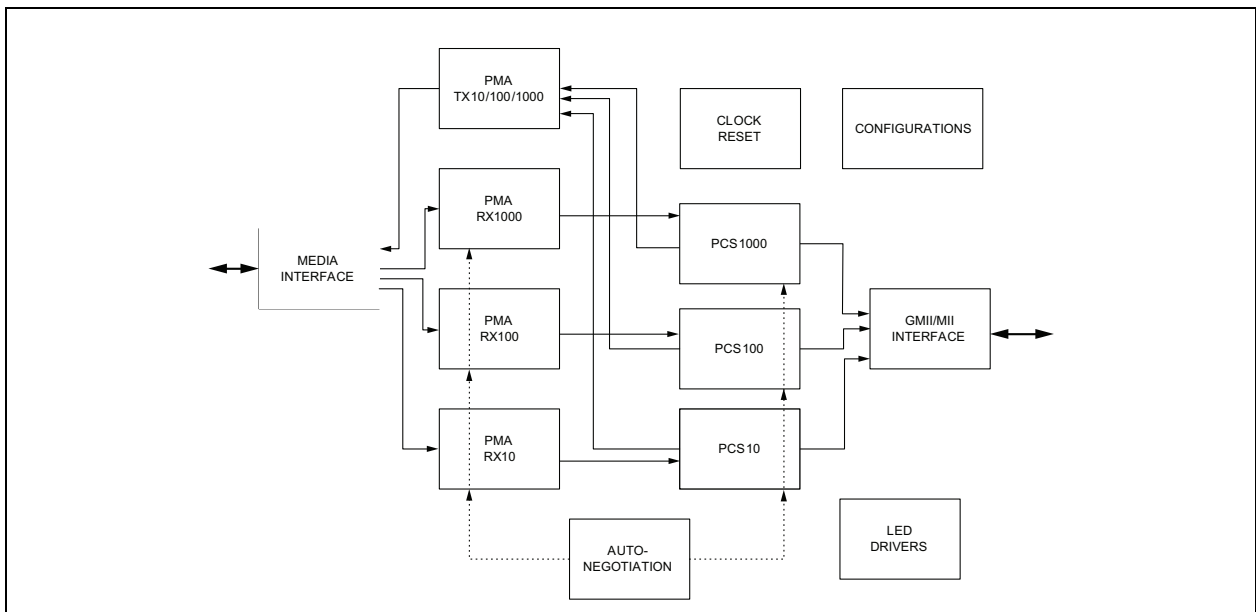 PMA
TX10/100/1000
CLOCK
RESET
CONFIGURATIONS
PMA
RX1000
PCS1000
MEDIA
INTERFACE
PMA
RX100
PCS100
GMII/MII
INTERFACE
PMA
RX10
PCS10
AUTO-
NEGOTIATION
LED
DRIVERS